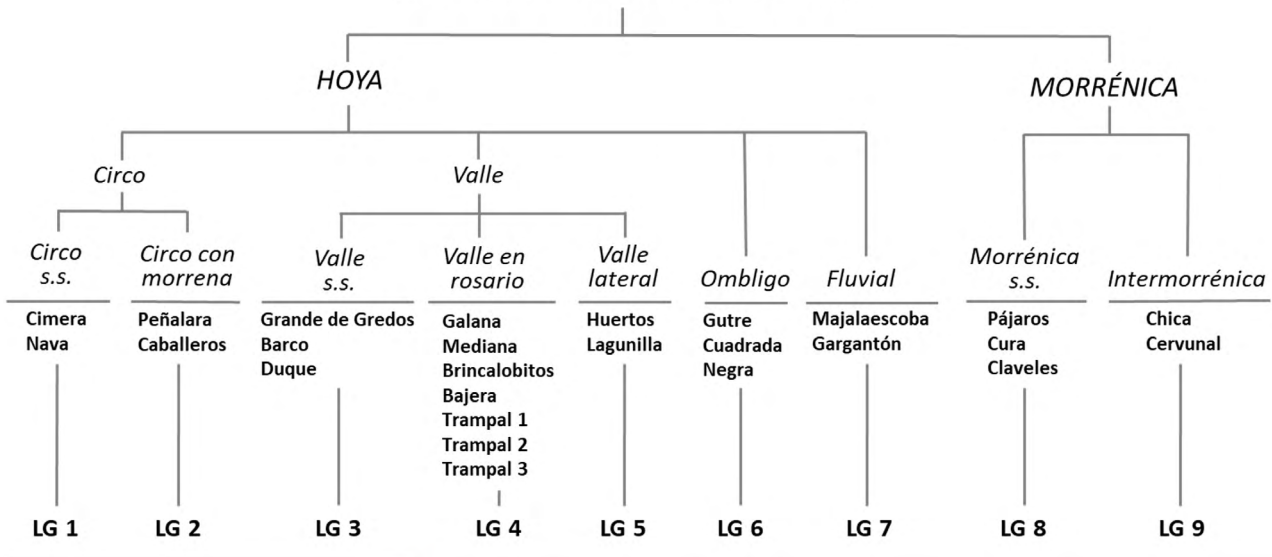 HOYA
MORRÉNICA
Circo
Valle
Circo
s.s.
Circo con
morrena
Valle
s.s.
Valle en
rosario
Valle
lateral
Ombligo
Fluvial
Morrénica
s.s.
Intermorrénica
Cimera
Nava
Peñalara
Caballeros
Grande de Gredos
Barco
Duque
Galana
Mediana
Brincalobitos
Bajera
Trampal 1
Trampal 2
Trampal 3
Huertos
Lagunilla
Gutre
Cuadrada
Negra
Majalaescoba
Gargantón
Pájaros
Cura
Claveles
Chica
Cervunal
LG 1
LG 2
LG 3
LG 4
LG 5
LG 6
LG 7
LG 8
LG 9